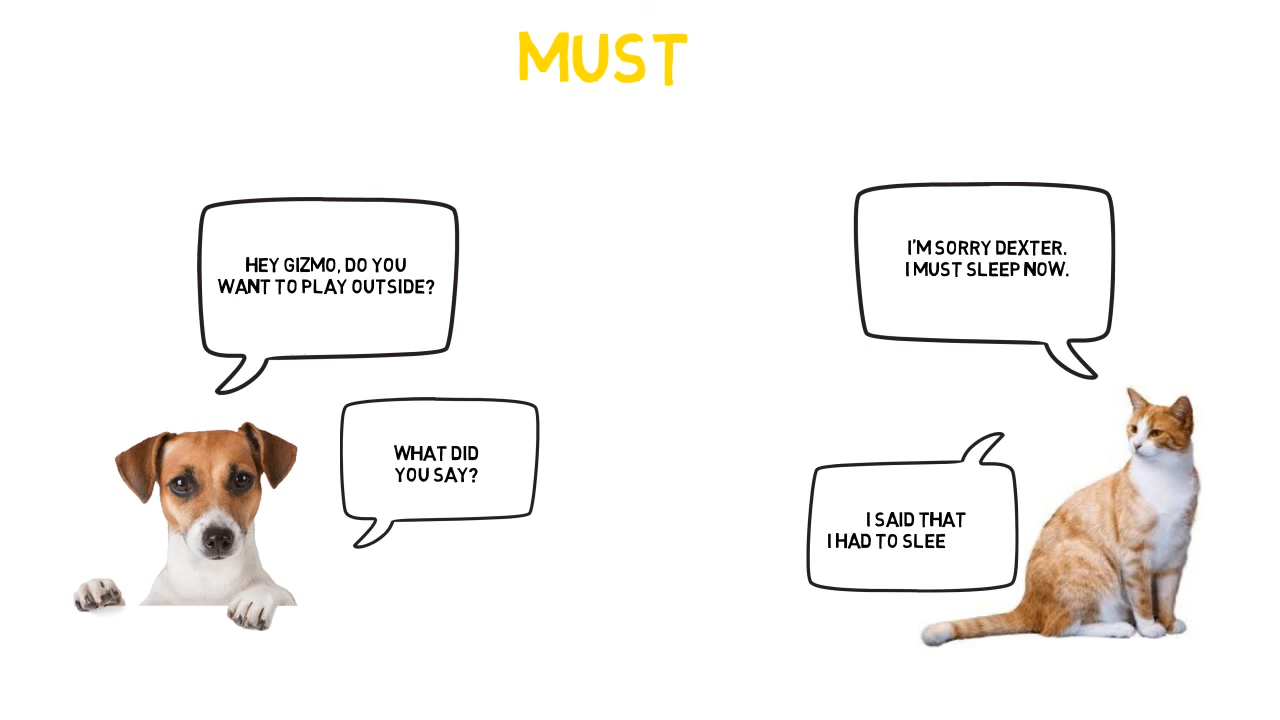 MUST
HEY GIZMO, DO YOU
WANT TO PLAY OUTSIDE?
I'M SORRY DEXTER.
I MUST SLEEP NOW.
WHAT DID
YOU SAY?
I SAID THAT
I HAD TO SLEE